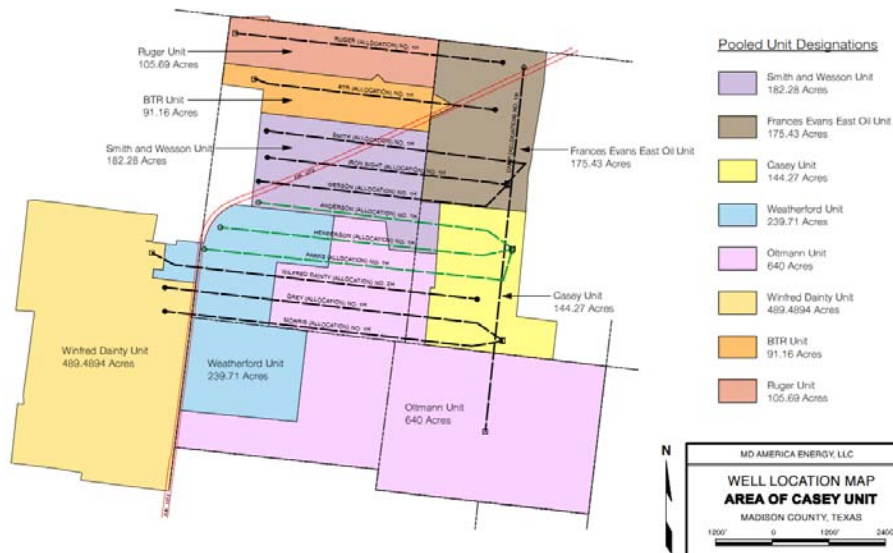 Ruger Unit
105.69 Acres
BTR Unit
91.16 Acres
Smith and Wesson Unit
182.28 Acres
RUGER (ALLOCATION) NO. 1H
BTR (ALLOCATION) NO. 1H
SMITH (ALLOCATION) NO. 1H
IRON SIGHT (ALLOCATION) NO. 1H
WESSON (ALLOCATION) NO. 1H
ANDERSON (ALLOCATION) NO. 1H
HENDERSON (ALLOCATION) NO. 1H
PARKS (ALLOCATION) NO. 1H
WILFRED DAINTY (ALLOCATION) NO. 2H
GREY (ALLOCATION) NO. 1H
MORRIS (ALLOCATION) NO. 1H
Frances Evans East Oil Unit
175.43 Acres
Casey Unit
144.27 Acres
Winfred Dainty Unit
489.4894 Acres
Weatherford Unit
239.71 Acres
Ottmann Unit
640 Acres
Pooled Unit Designations
Smith and Wesson Unit
182.28 Acres
Frances Evans East Oil Unit
175.43 Acres
Casey Unit
144.27 Acres
Weatherford Unit
239.71 Acres
Ottmann Unit
640 Acres
Winfred Dainty Unit
489.4894 Acres
BTR Unit
91.16 Acres
Ruger Unit
105.69 Acres
N
MD AMERICA ENERGY, LLC
WELL LOCATION MAP
AREA OF CASEY UNIT
MADISON COUNTY, TEXAS
1200' 0 1200' 2400'